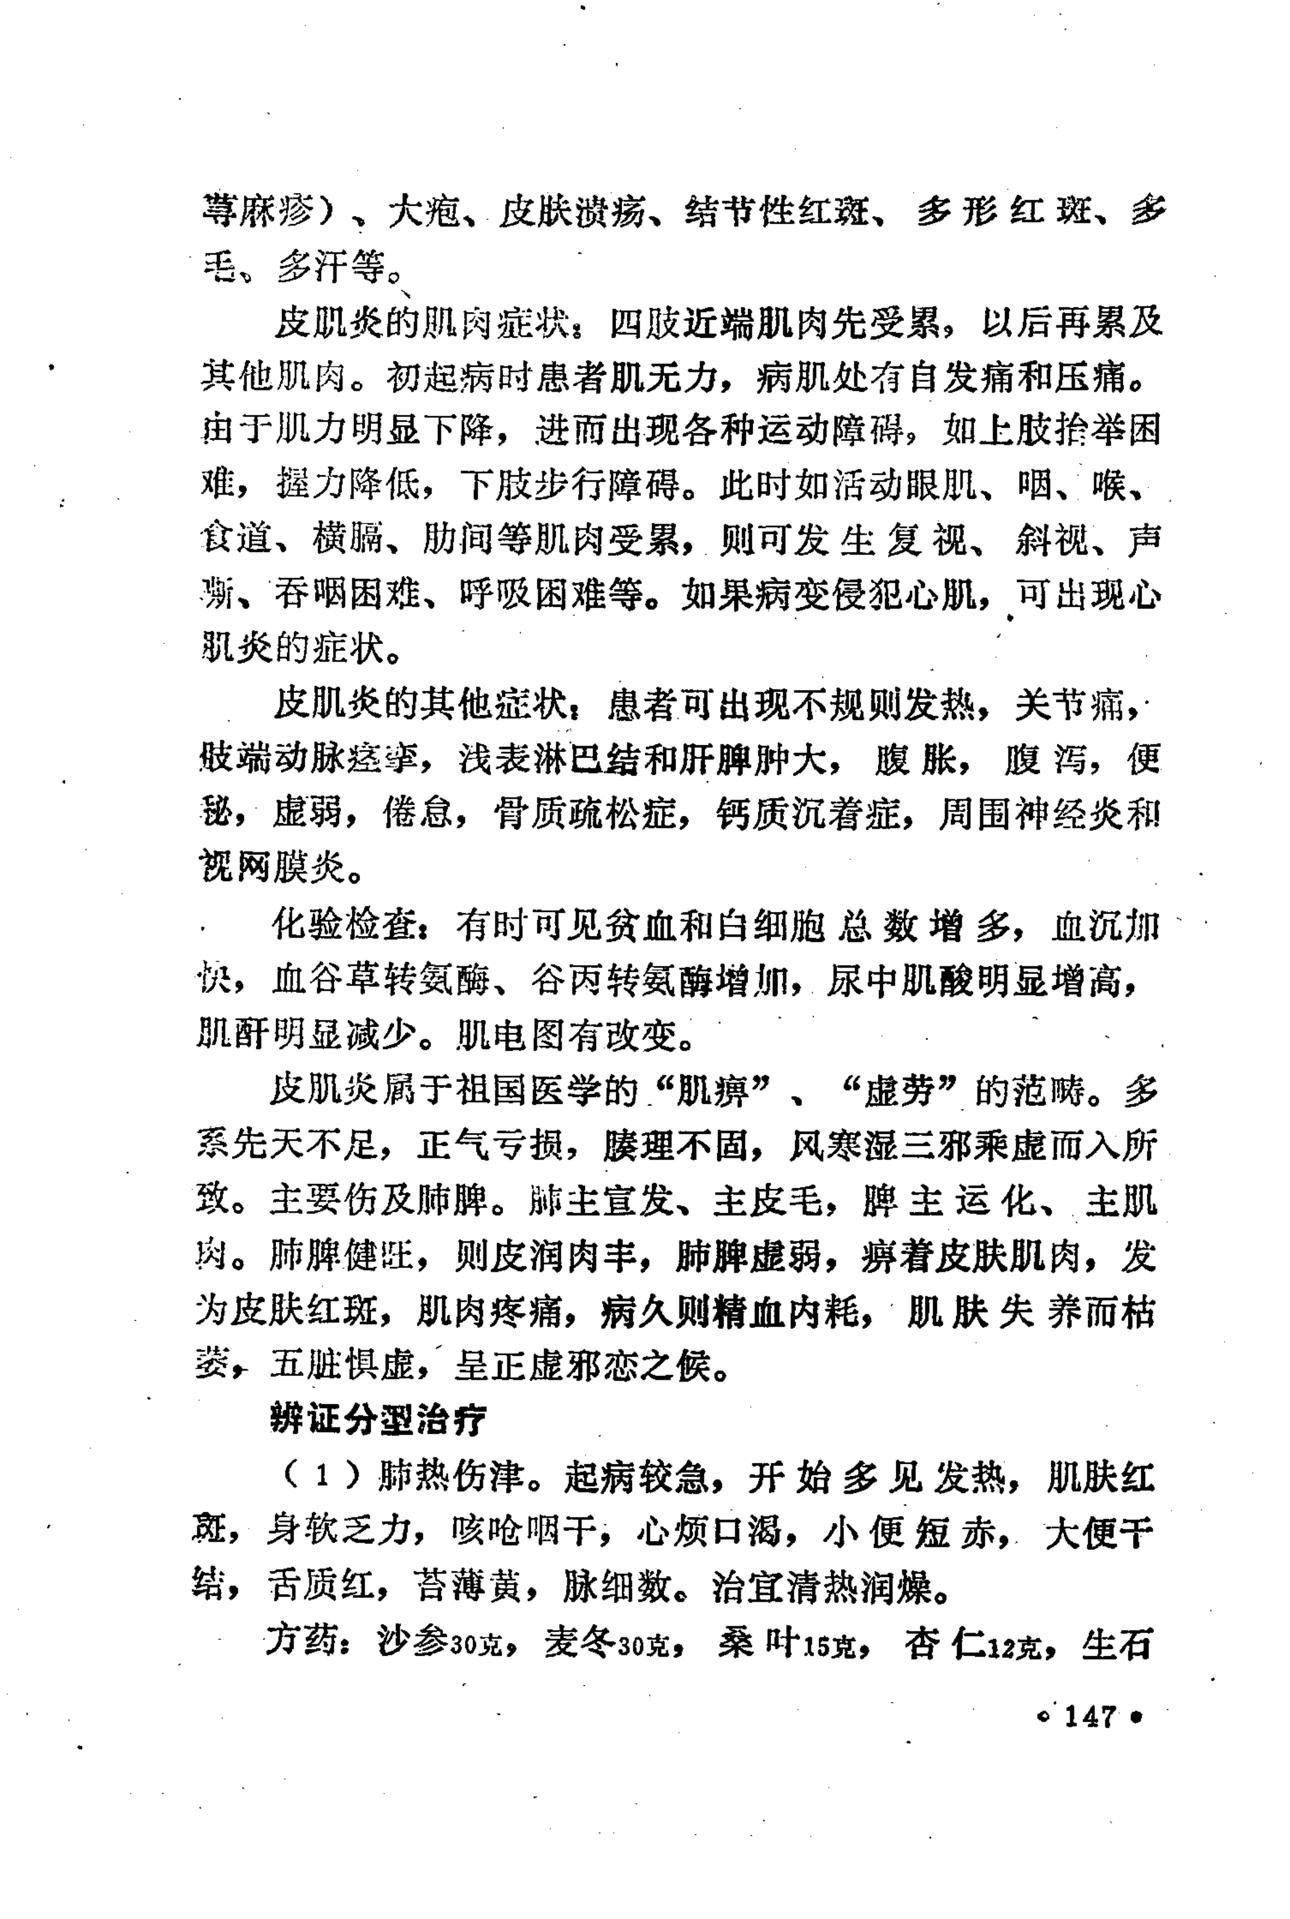 荨麻疹）、大疱、皮肤溃疡、结节性红斑、多形红斑、多
毛、多汗等。
皮肌炎的肌肉症状：四肢近端肌肉先受累，以后再累及
其他肌肉。初起病时患者肌无力，病肌处有自发痛和压痛。
由于肌力明显下降，进而出现各种运动障碍，如上肢抬举困
难，握力降低，下肢步行障碍。此时如活动眼肌、咽、喉、
食道、横膈、肋间等肌肉受累，则可发生复视、斜视、声
嘶、吞咽困难、呼吸困难等。如果病变侵犯心肌，可出现心
肌炎的症状。
皮肌炎的其他症状：患者可出现不规则发热，关节痛，
肢端动脉痉挛，浅表淋巴结和肝脾肿大，腹胀，腹泻，便
秘，虚弱，倦怠，骨质疏松症，钙质沉着症，周围神经炎和
视网膜炎。
化验检查：有时可见贫血和白细胞总数增多，血沉加
快，血谷草转氨酶、谷丙转氨酶增加，尿中肌酸明显增高，
肌酐明显减少。肌电图有改变。
皮肌炎属于祖国医学的“肌痹”、“虚劳”的范畴。多
系先天不足，正气亏损，腠理不固，风寒湿三邪乘虚而入所
致。主要伤及肺脾。肺主宣发、主皮毛，脾主运化、主肌
肉。肺脾健旺，则皮润肉丰，肺脾虚弱，痹着皮肤肌肉，发
为皮肤红斑，肌肉疼痛，病久则精血内耗，肌肤失养而枯
萎，五脏惧虚，呈正虚邪恋之候。
辨证分型治疗
（1）肺热伤津。起病较急，开始多见发热，肌肤红
斑，身软乏力，咳呛咽干，心烦口渴，小便短赤，大便干
结，舌质红，苔薄黄，脉细数。治宜清热润燥。
方药：沙参30克，麦冬30克，桑叶15克，杏仁12克，生石
• 147 •